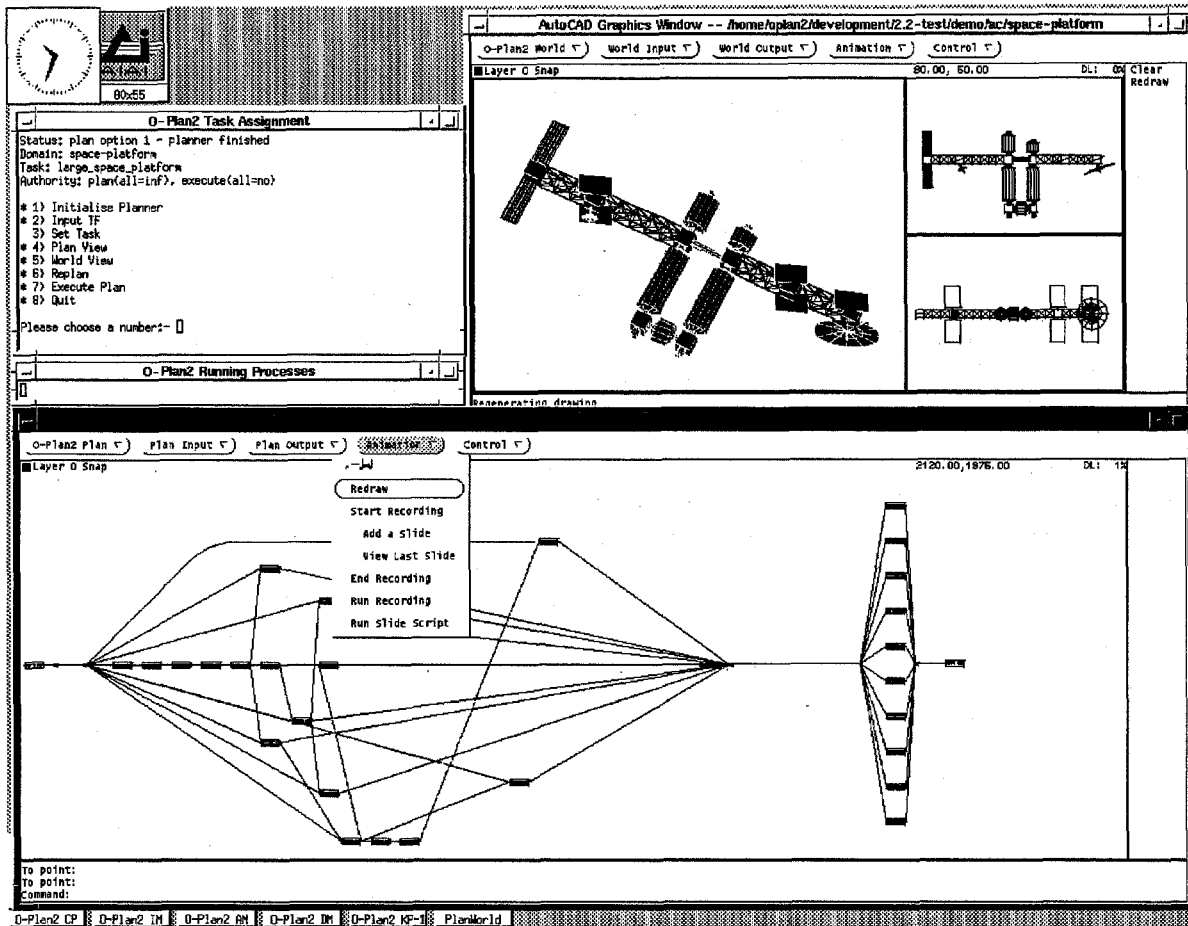 80x55
O-Plan2 Task Assignment
Status: plan option 1 - planner finished
Domain: space-platform
Task: large_space_platform
Authority: plan(all=inf), execute(all=no)
* 1) Initialise Planner
* 2) Input TF
3) Set Task
* 4) Plan View
* 5) World View
* 6) Replan
* 7) Execute Plan
* 8) Quit
Please choose a number:-
O-Plan2 Running Processes
AutoCAD Graphics Window -- /home/oplan2/development/2.2-test/demo/ac/space-platform
O-Plan2 World World Input World Output Animation Control
Layer 0 Snap 80.00, 60.00 DL: 0% Clear
Redraw
Regenerating drawing
O-Plan2 Plan Plan Input Plan Output Animation Control
Layer 0 Snap 2120.00,1975.00 DL: 1%
Redraw
Start Recording
Add a Slide
View Last Slide
End Recording
Run Recording
Run Slide Script
To point:
To point:
Command:
O-Plan2 CP O-Plan2 IM O-Plan2 AM O-Plan2 DM O-Plan2 KP-1 PlanWorld